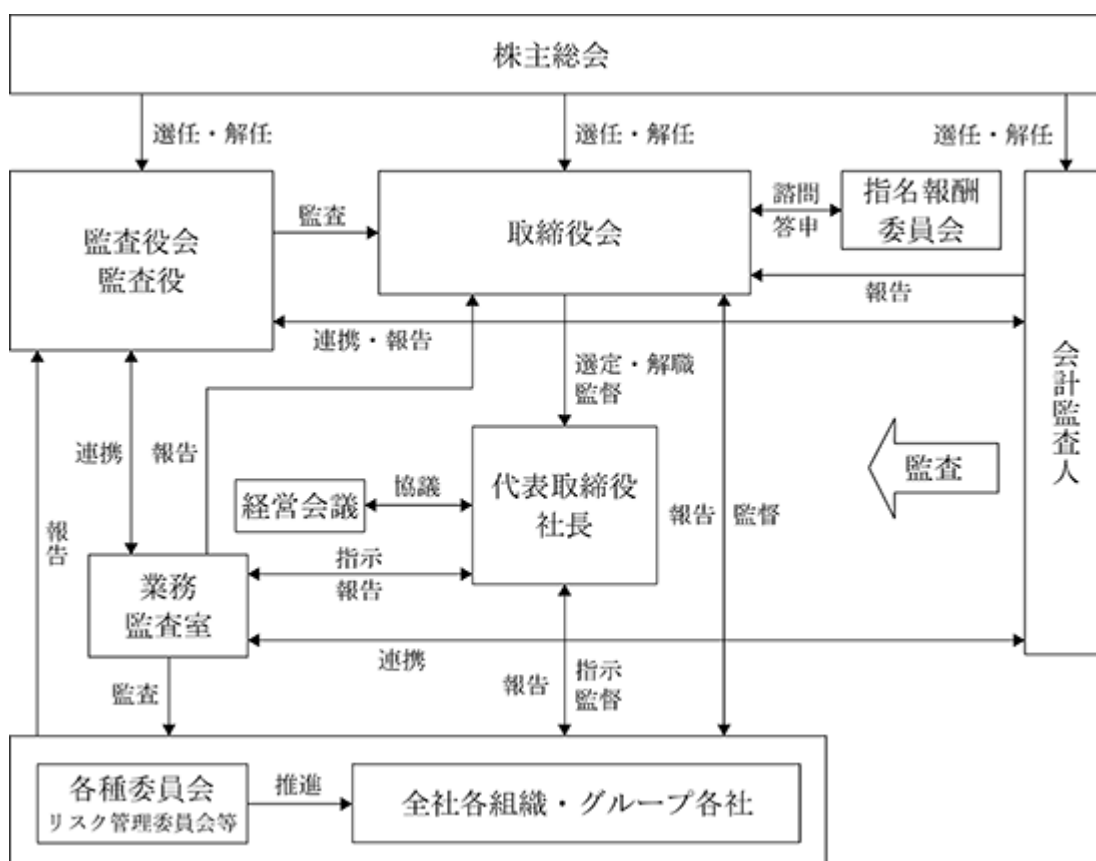 株主総会
選任・解任
選任・解任
選任・解任
監査役会
監査役
監査
取締役会
諮問
答申
指名報酬
委員会
報告
連携・報告
会計監査人
選定・解職
監督
連携
報告
監査
代表取締役
社長
協議
経営会議
報告
監督
報告
指示
報告
業務
監査室
連携
監査
報告
指示
監督
各種委員会
リスク管理委員会等
推進
全社各組織・グループ各社